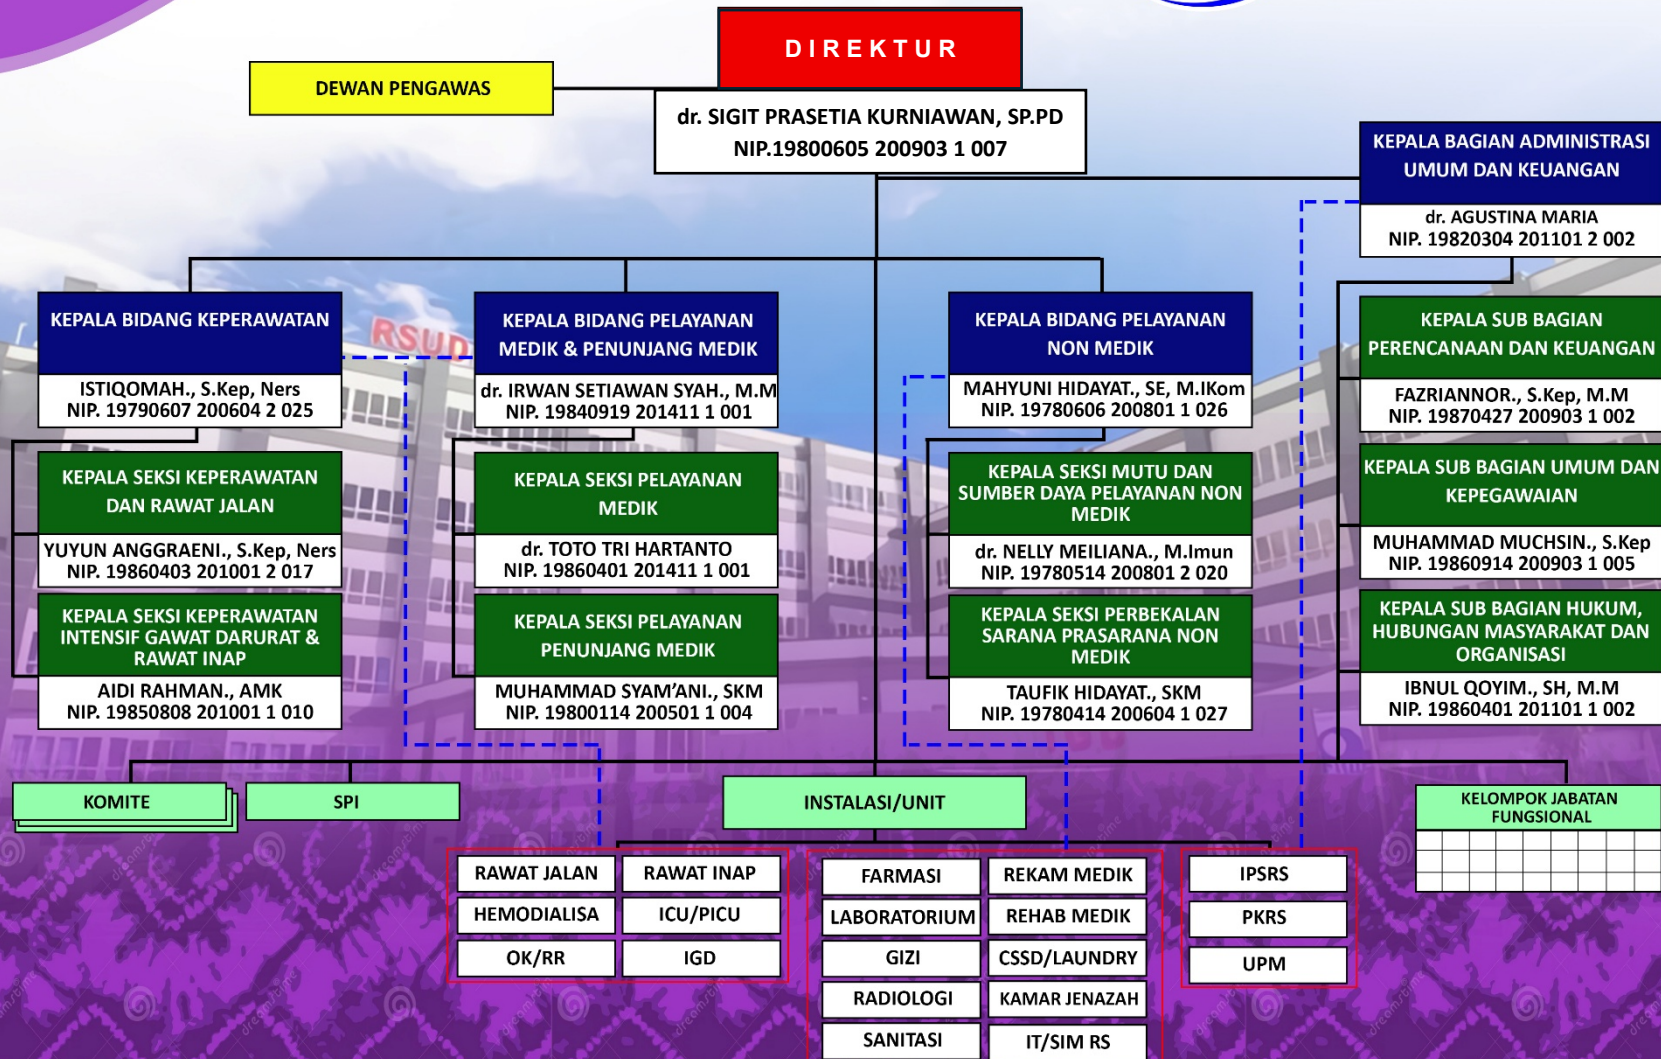 DIREKTUR
DEWAN PENGAWAS
dr. SIGIT PRASETIA KURNIAWAN, SP.PD
NIP.19800605 200903 1 007
KEPALA BAGIAN ADMINISTRASI
UMUM DAN KEUANGAN
dr. AGUSTINA MARIA
NIP. 19820304 201101 2 002
KEPALA BIDANG KEPERAWATAN
ISTIQOMAH., S.Kep, Ners
NIP. 19790607 200604 2 025
KEPALA SEKSI KEPERAWATAN
DAN RAWAT JALAN
YUYUN ANGGRAENI., S.Kep, Ners
NIP. 19860403 201001 2 017
KEPALA SEKSI KEPERAWATAN
INTENSIF GAWAT DARURAT &
RAWAT INAP
AIDI RAHMAN., AMK
NIP. 19850808 201001 1 010
RSUD
KEPALA BIDANG PELAYANAN
MEDIK & PENUNJANG MEDIK
dr. IRWAN SETIAWAN SYAH., M.M
NIP. 19840919 201411 1 001
KEPALA SEKSI PELAYANAN
MEDIK
dr. TOTO TRI HARTANTO
NIP. 19860401 201411 1 001
KEPALA SEKSI PELAYANAN
PENUNJANG MEDIK
MUHAMMAD SYAM'ANI., SKM
NIP. 19800114 200501 1 004
KEPALA BIDANG PELAYANAN
NON MEDIK
MAHYUNI HIDAYAT., SE, M.IKom
NIP. 19780606 200801 1 026
KEPALA SEKSI MUTU DAN
SUMBER DAYA PELAYANAN NON
MEDIK
dr. NELLY MEILIANA., M.Imun
NIP. 19780514 200801 2 020
KEPALA SEKSI PERBEKALAN
SARANA PRASARANA NON
MEDIK
TAUFIK HIDAYAT., SKM
NIP. 19780414 200604 1 027
KEPALA SUB BAGIAN
PERENCANAAN DAN KEUANGAN
FAZRIANNOR., S.Kep, M.M
NIP. 19870427 200903 1 002
KEPALA SUB BAGIAN UMUM DAN
KEPEGAWAIAN
MUHAMMAD MUCHSIN., S.Kep
NIP. 19860914 200903 1 005
KEPALA SUB BAGIAN HUKUM,
HUBUNGAN MASYARAKAT DAN
ORGANISASI
IBNUL QOYIM., SH, M.M
NIP. 19860401 201101 1 002
KOMITE
SPI
INSTALASI/UNIT
KELOMPOK JABATAN
FUNGSIONAL
RAWAT JALAN
RAWAT INAP
HEMODIALISA
ICU/PICU
OK/RR
IGD
FARMASI
REKAM MEDIK
LABORATORIUM
REHAB MEDIK
GIZI
CSSD/LAUNDRY
RADIOLOGI
KAMAR JENAZAH
SANITASI
IT/SIM RS
IPSRS
PKRS
UPM